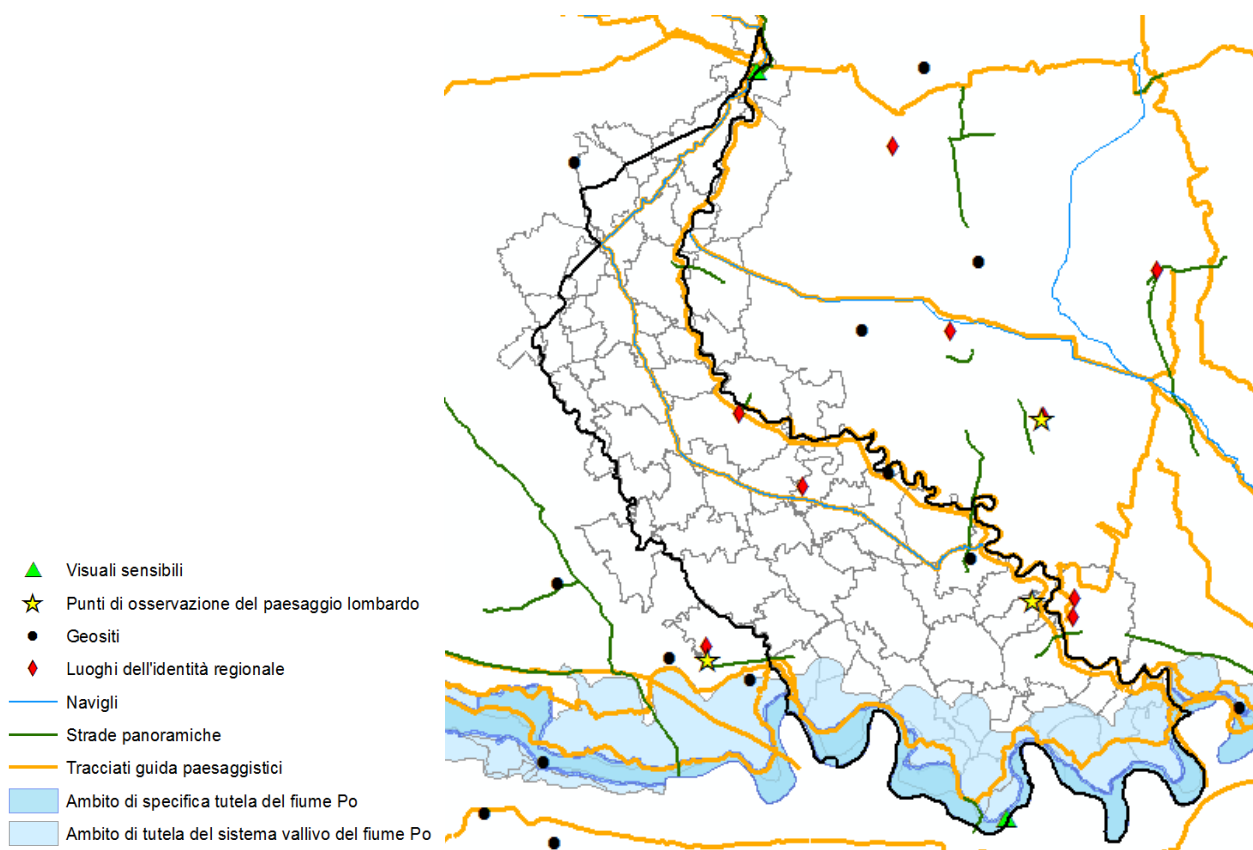 Visuali sensibili
Punti di osservazione del paesaggio lombardo
Geositi
Luoghi dell'identità regionale
Navigli
Strade panoramiche
Tracciati guida paesaggistici
Ambito di specifica tutela del fiume Po
Ambito di tutela del sistema vallivo del fiume Po